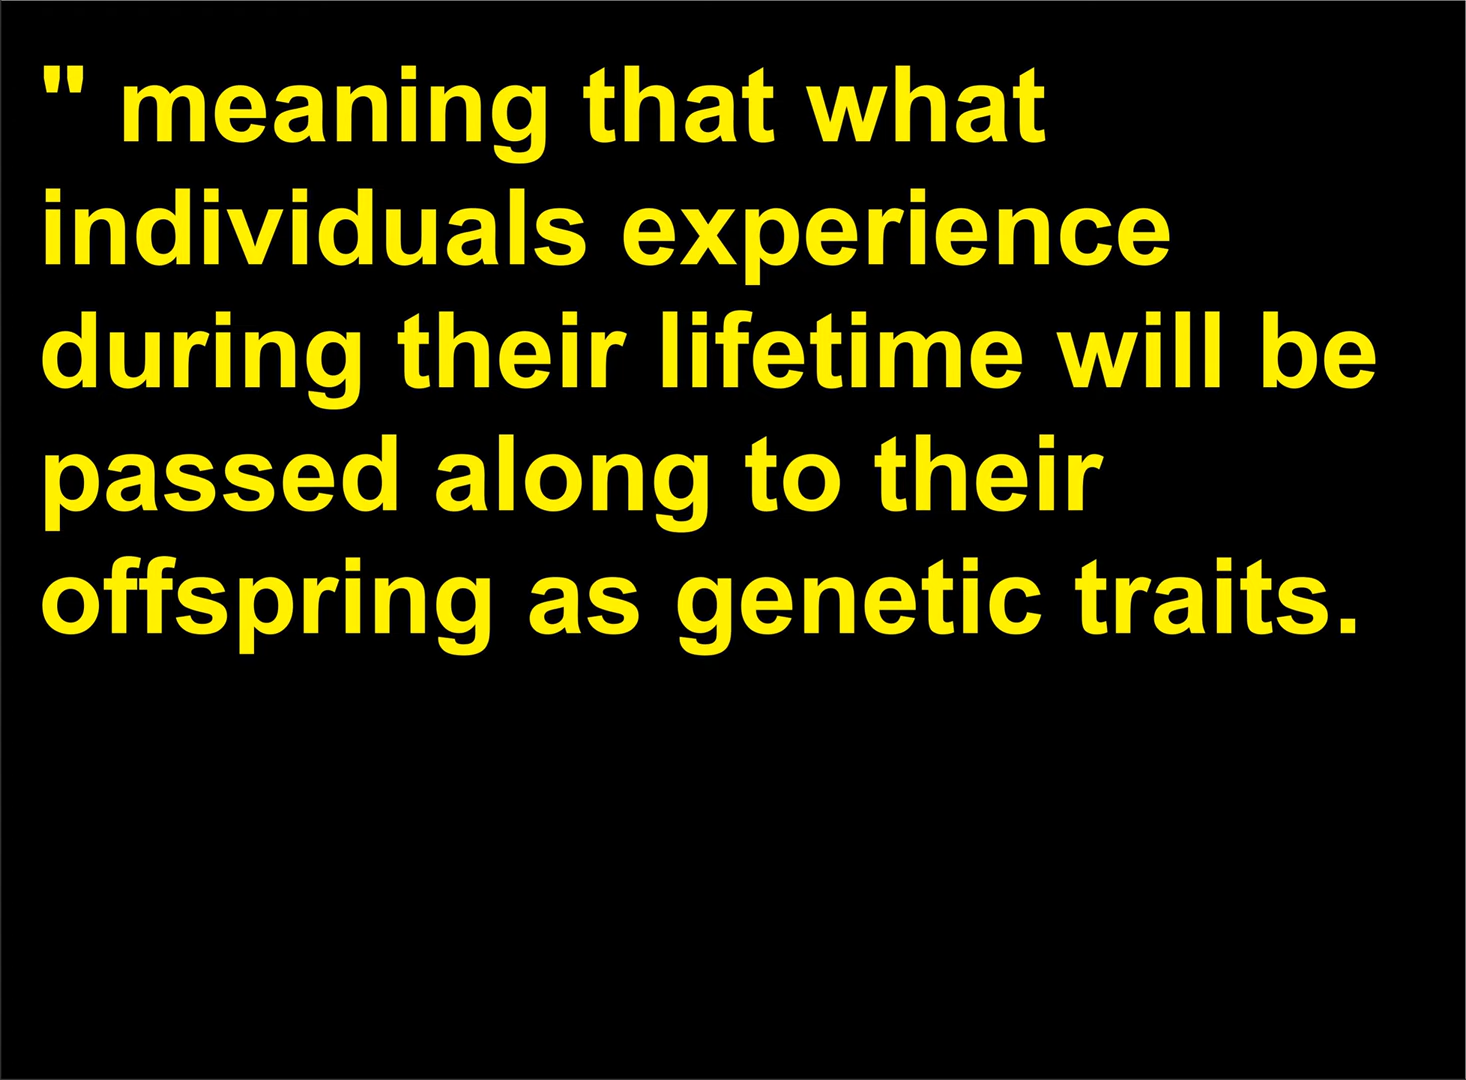 " meaning that what
individuals experience
during their lifetime will be
passed along to their
offspring as genetic traits.